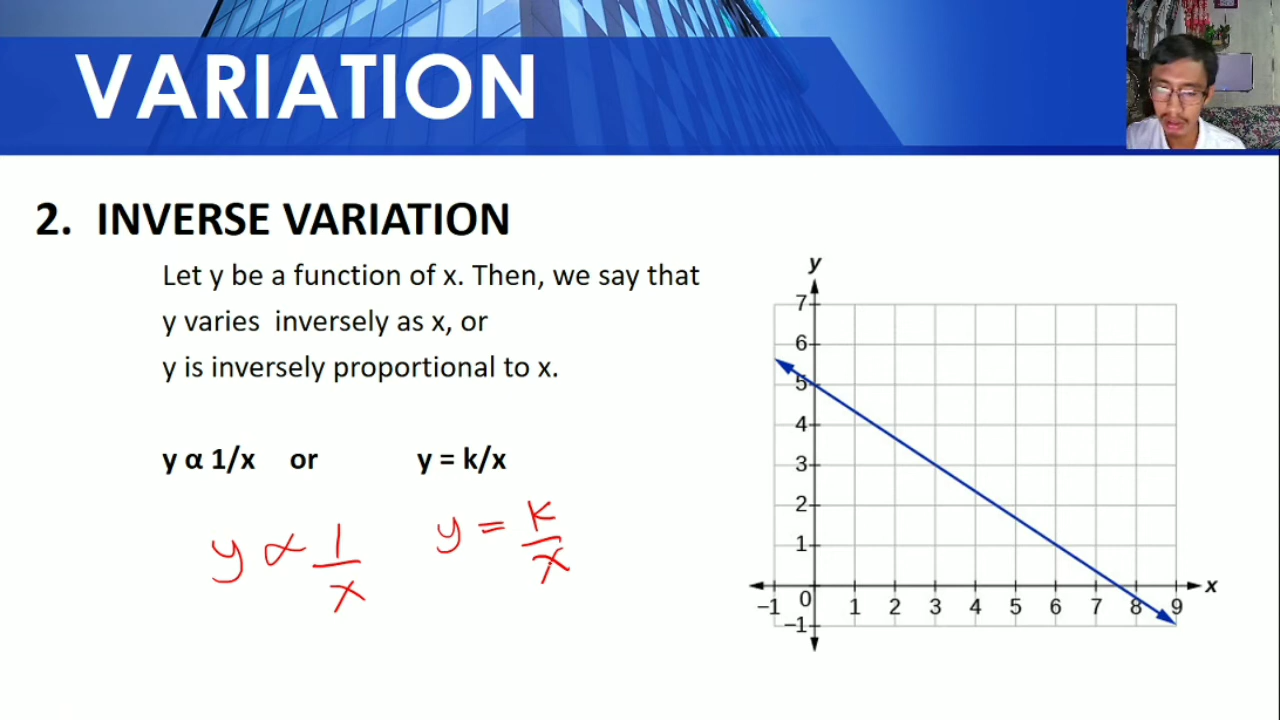 VARIATION
2. INVERSE VARIATION
Let y be a function of x. Then, we say that
y varies inversely as x, or
y is inversely proportional to x.
y α 1/x or y = k/x
y ∝ 1/x y = k/x
y
7
6
5
4
3
2
1
−1 0 1 2 3 4 5 6 7 8 9 x
−1